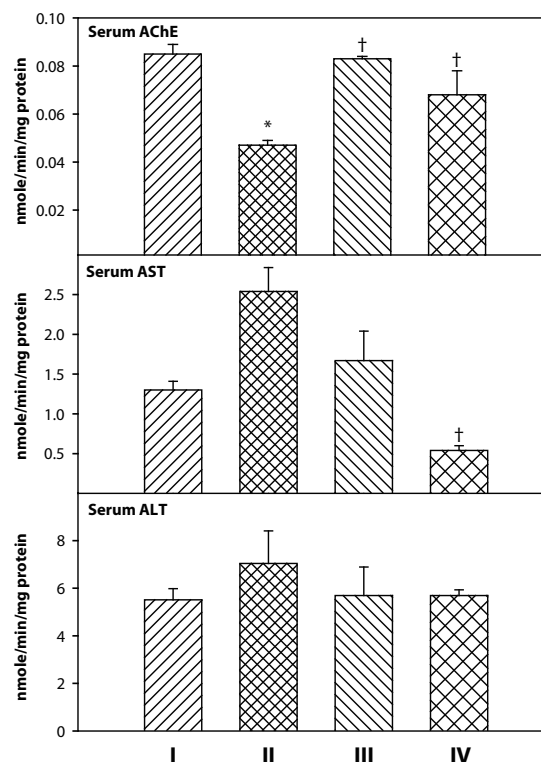 Serum AChE
nmole/min/mg protein
0.10
0.08
0.06
0.04
0.02
*
†
†
Serum AST
nmole/min/mg protein
2.5
2.0
1.5
1.0
0.5
†
Serum ALT
nmole/min/mg protein
8
6
4
2
0
I II III IV